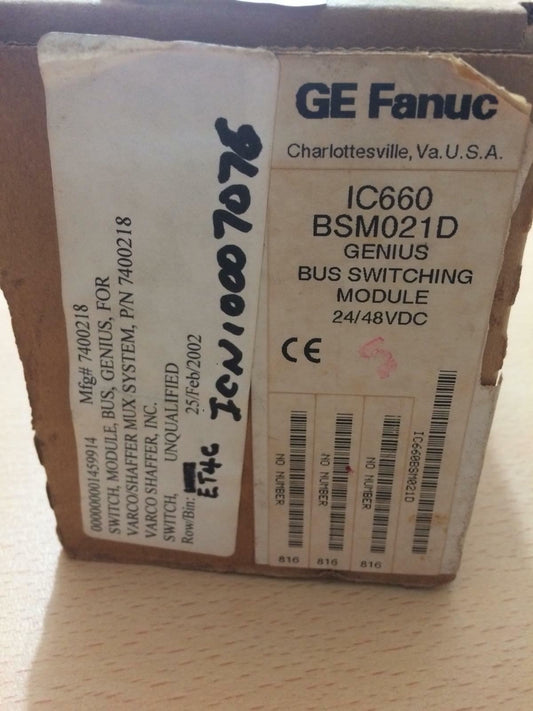 000000001459914 Mfg# 7400218
SWITCH, MODULE, BUS, GENIUS, FOR
VARCO/SHAFFER MUX SYSTEM, P/N 7400218
VARCO SHAFFER, INC.
SWITCH, UNQUALIFIED
Row/Bin: 25/Feb/2002
ET4C
ICN10007076
GE Fanuc
Charlottesville, Va. U.S.A.
IC660
BSM021D
GENIUS
BUS SWITCHING
MODULE
24/48VDC
CE
NO NUMBER
816
NO NUMBER
816
NO NUMBER
816
IC660BSM021D